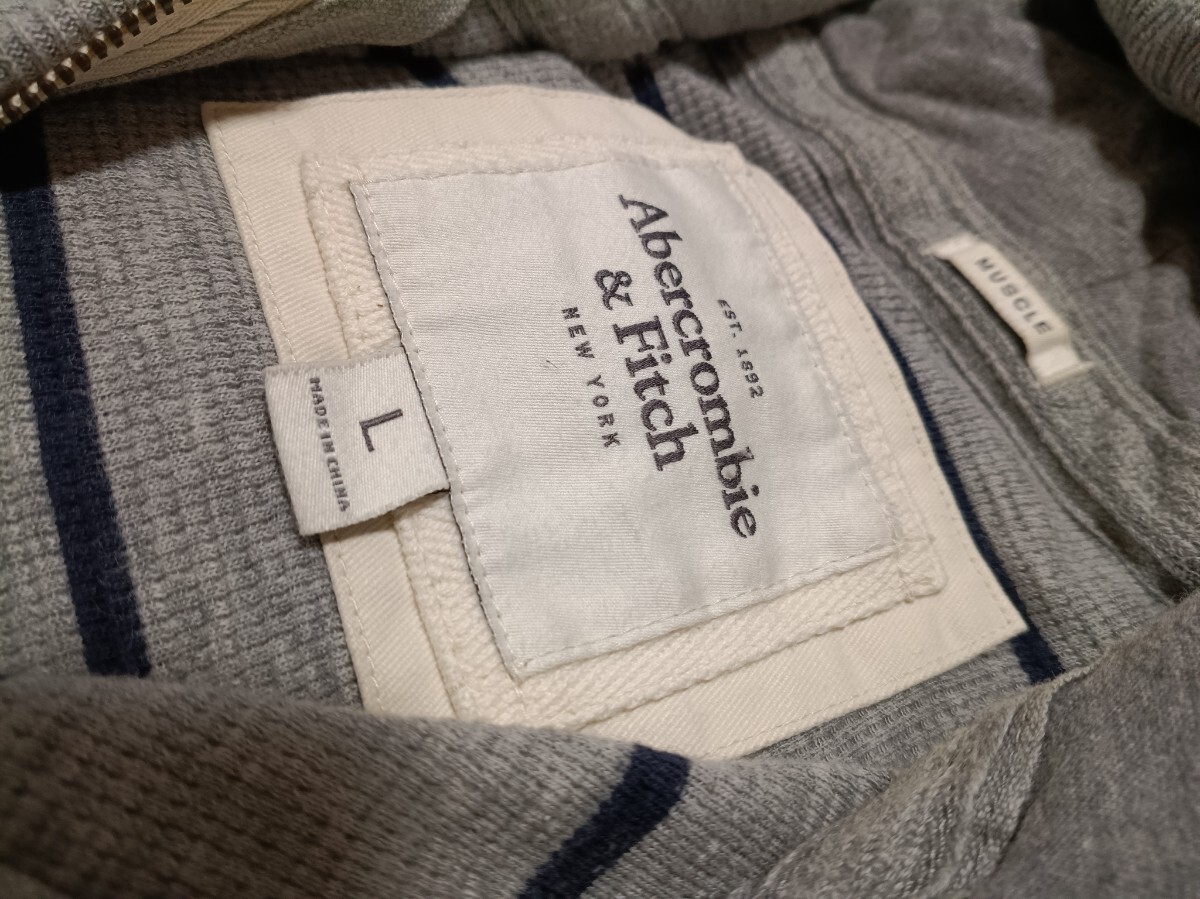 EST. 1892
Abercrombie
& Fitch
NEW YORK
L
MADE IN CHINA
MUSCLE